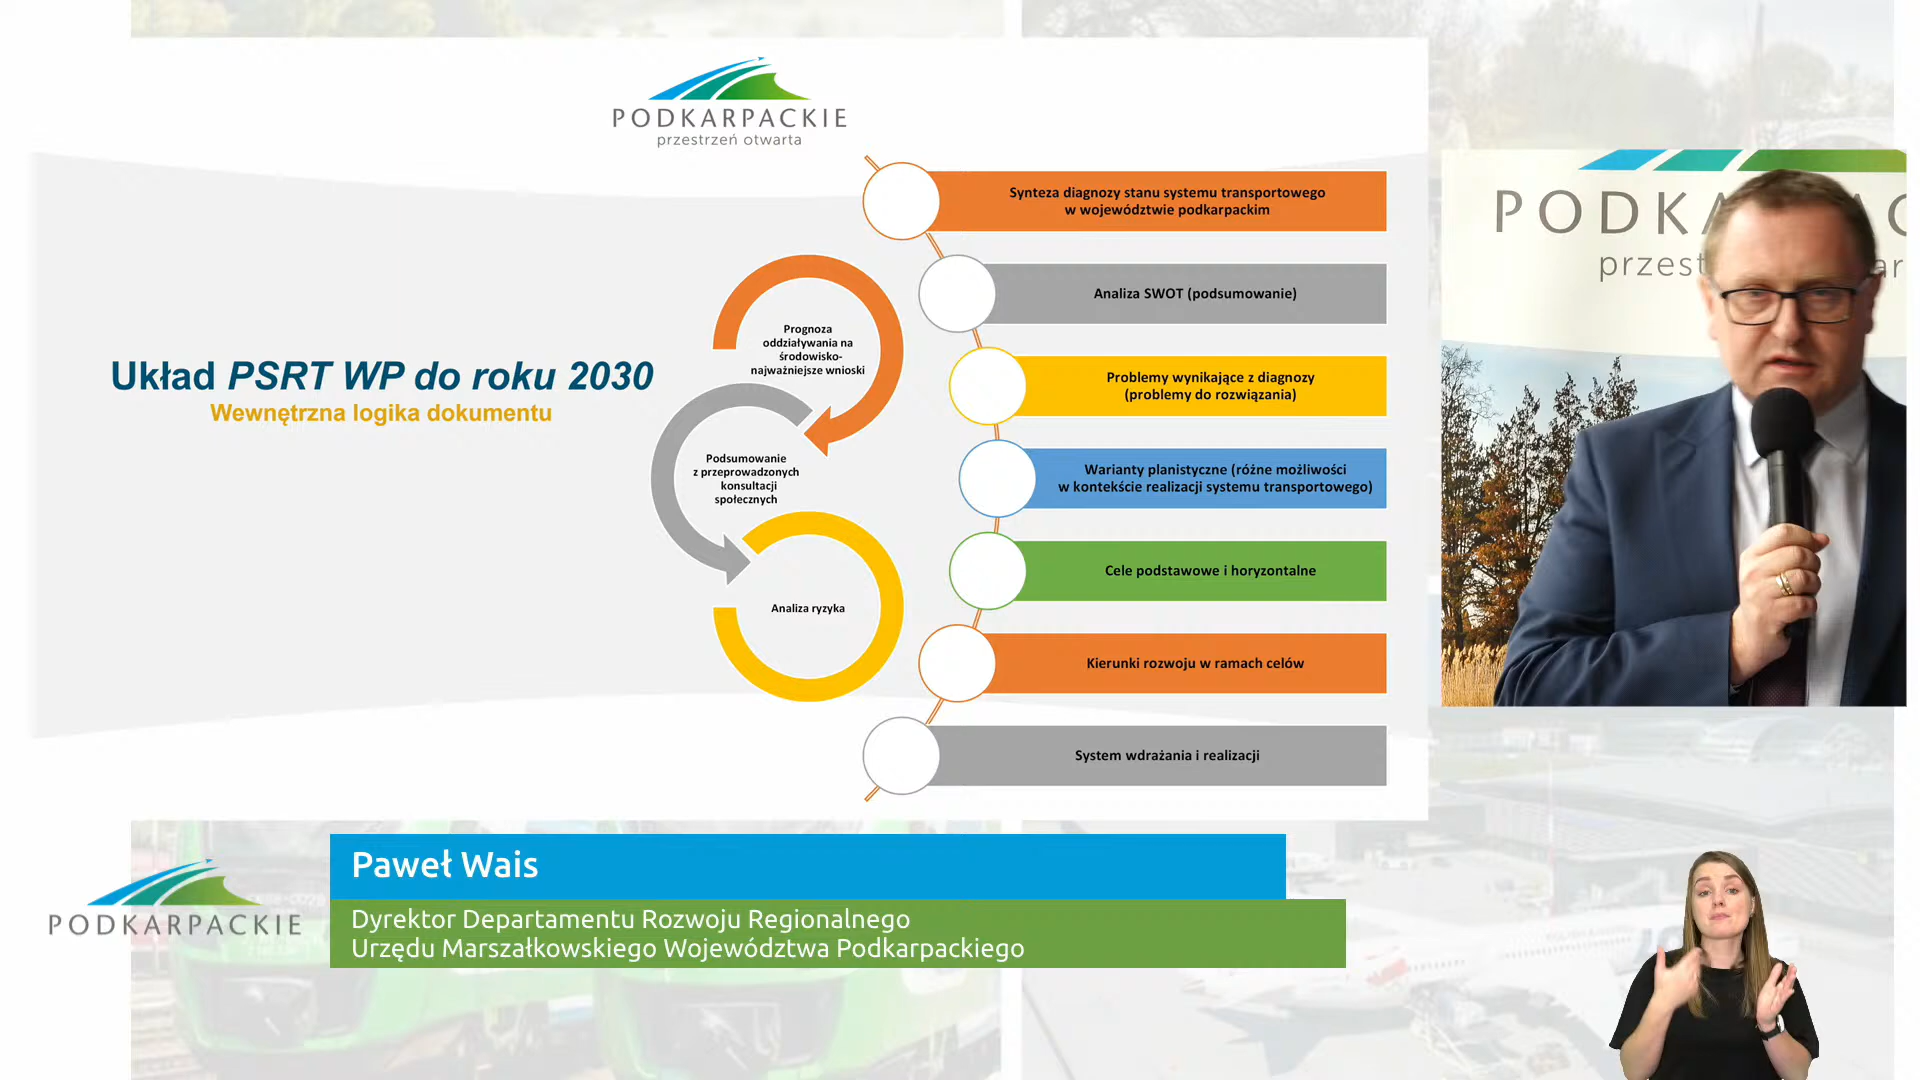 PODKARPACKIE
przestrzeń otwarta
Układ PSRT WP do roku 2030
Wewnętrzna logika dokumentu
Prognoza
oddziaływania na
środowisko-
najważniejsze wnioski
Podsumowanie
z przeprowadzonych
konsultacji
społecznych
Analiza ryzyka
Synteza diagnozy stanu systemu transportowego
w województwie podkarpackim
Analiza SWOT (podsumowanie)
Problemy wynikające z diagnozy
(problemy do rozwiązania)
Warianty planistyczne (różne możliwości
w kontekście realizacji systemu transportowego)
Cele podstawowe i horyzontalne
Kierunki rozwoju w ramach celów
System wdrażania i realizacji
PODKA AC
przest ar
PODKARPACKIE
Paweł Wais
Dyrektor Departamentu Rozwoju Regionalnego
Urzędu Marszałkowskiego Województwa Podkarpackiego